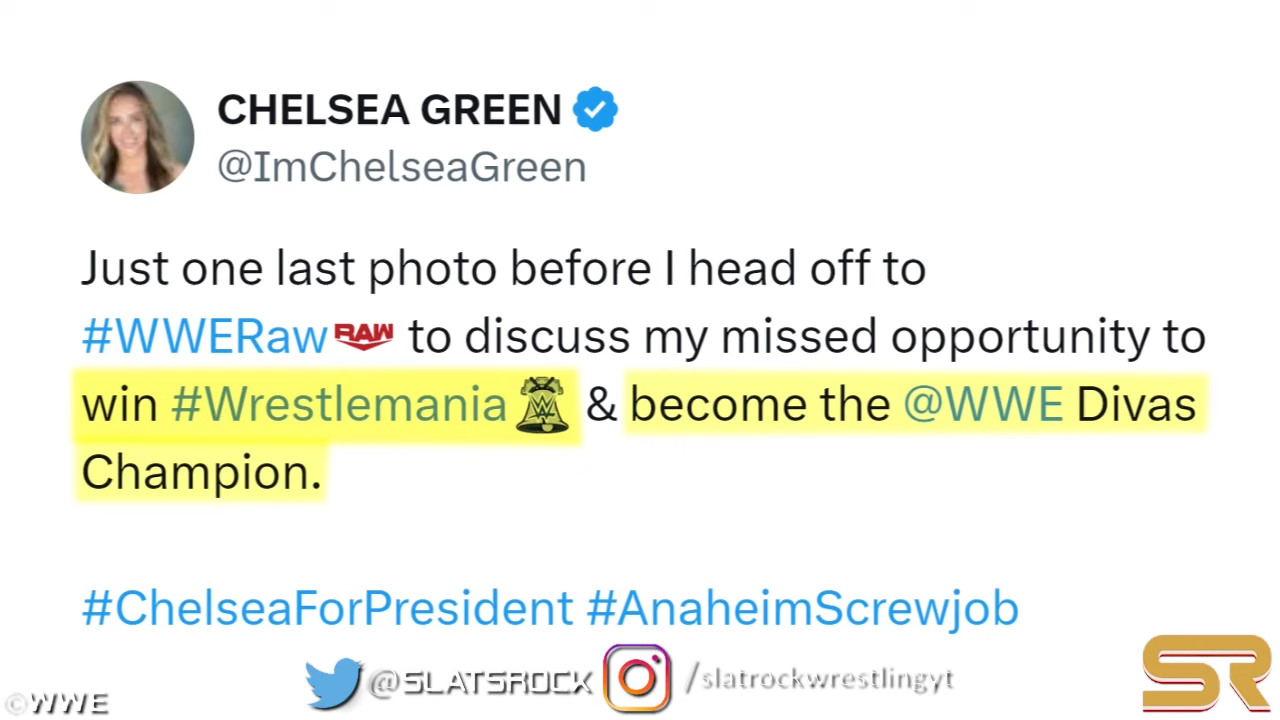 CHELSEA GREEN
@ImChelseaGreen
Just one last photo before I head off to
#WWERaw RAW to discuss my missed opportunity to
win #Wrestlemania W & become the @WWE Divas
Champion.
#ChelseaForPresident #AnaheimScrewjob
@SLATSROCK /slatrockwrestlingyt
SR
©WWE